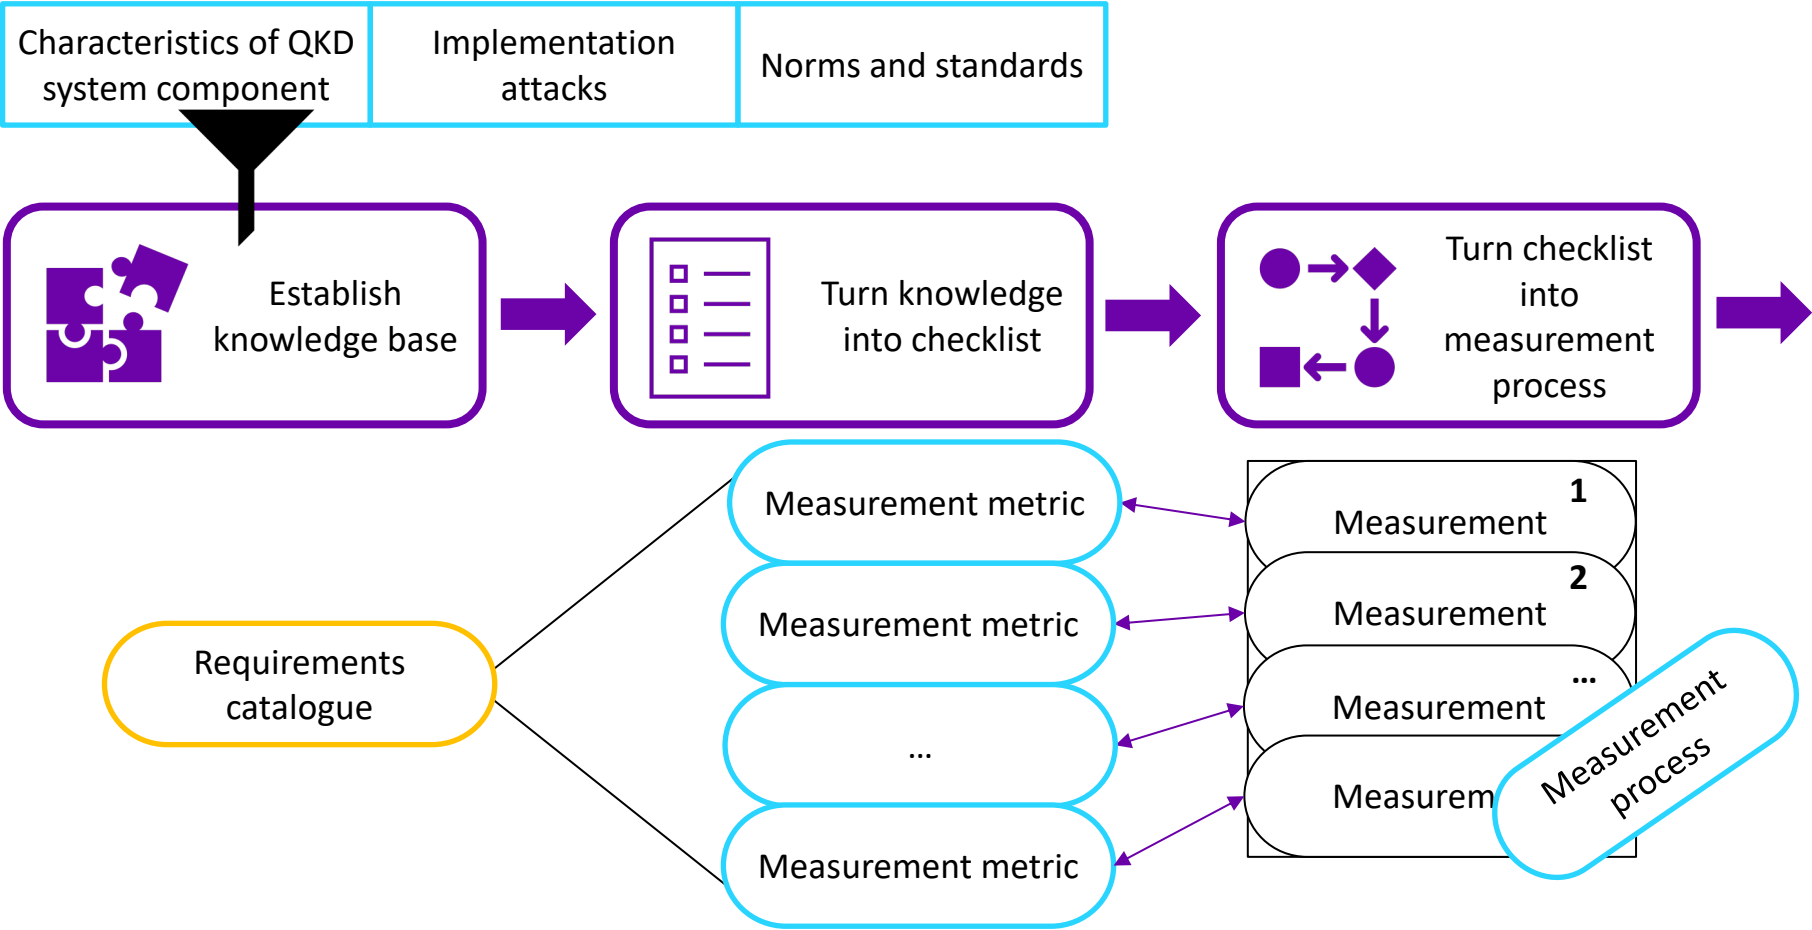 Characteristics of QKD
system component
Implementation
attacks
Norms and standards
Establish
knowledge base
Turn knowledge
into checklist
Turn checklist
into
measurement
process
Measurement metric
Measurement metric
...
Measurement metric
Requirements
catalogue
1
Measurement
2
Measurement
...
Measurement
Measurem
Measurement
process